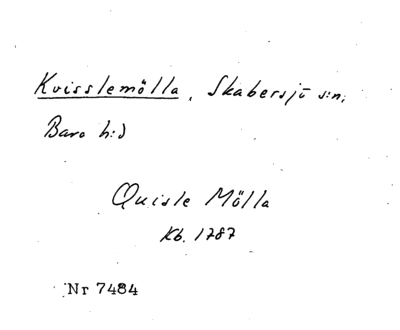 Kvisslemölla, Skabersjö s:n,
Bara h:d
Quisle Mölla
Kb. 1787
Nr 7484